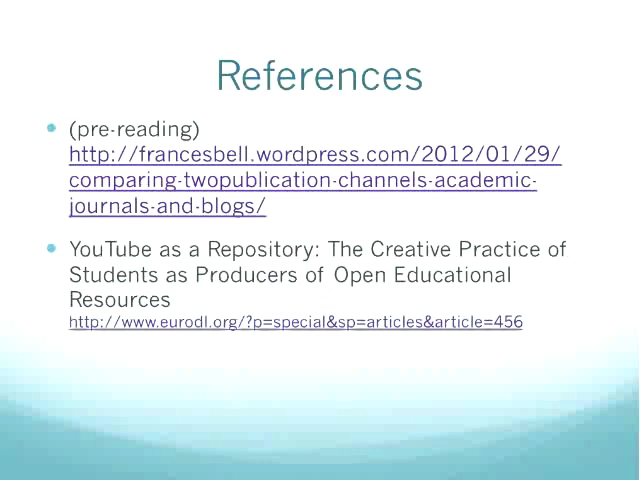 References
(pre-reading)
http://francesbell.wordpress.com/2012/01/29/
comparing-twopublication-channels-academic-
journals-and-blogs/
YouTube as a Repository: The Creative Practice of
Students as Producers of Open Educational
Resources
http://www.eurodl.org/?p=special&sp=articles&article=456